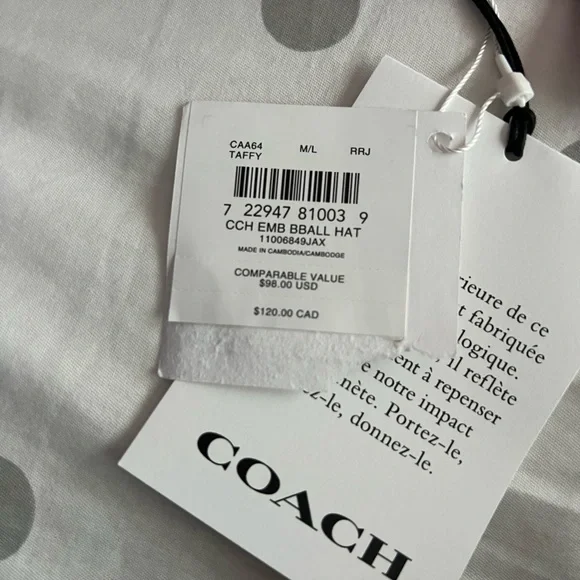 CAA64 M/L RRJ
TAFFY
7 22947 81003 9
CCH EMB BBALL HAT
11006849JAX
MADE IN CAMBODIA/CAMBODGE
COMPARABLE VALUE
$98.00 USD
$120.00 CAD
rieure de ce
t fabriquée
logique.
il reflète
ent à repenser
e notre impact
nète. Portez-le,
z-le, donnez-le.
COACH